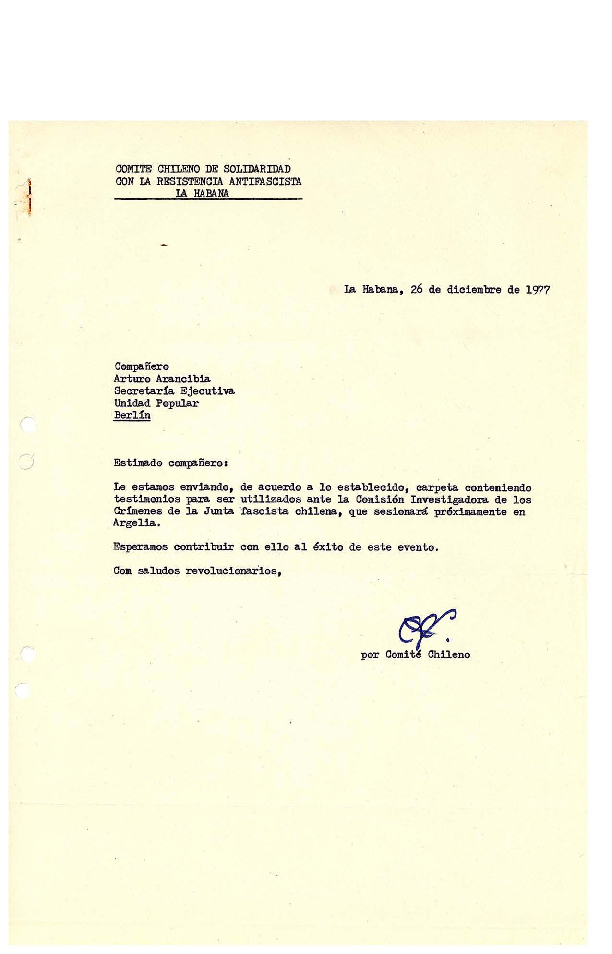 COMITE CHILENO DE SOLIDARIDAD
CON LA RESISTENCIA ANTIFASCISTA
LA HABANA
La Habana, 26 de diciembre de 1977
Compañero
Arturo Arancibia
Secretaría Ejecutiva
Unidad Popular
Berlín
Estimado compañero:
Le estamos enviando, de acuerdo a lo establecido, carpeta conteniendo
testimonios para ser utilizados ante la Comisión Investigadora de los
Crímenes de la Junta fascista chilena, que sesionará próximamente en
Argelia.
Esperamos contribuir con ello al éxito de este evento.
Con saludos revolucionarios,
por Comité Chileno